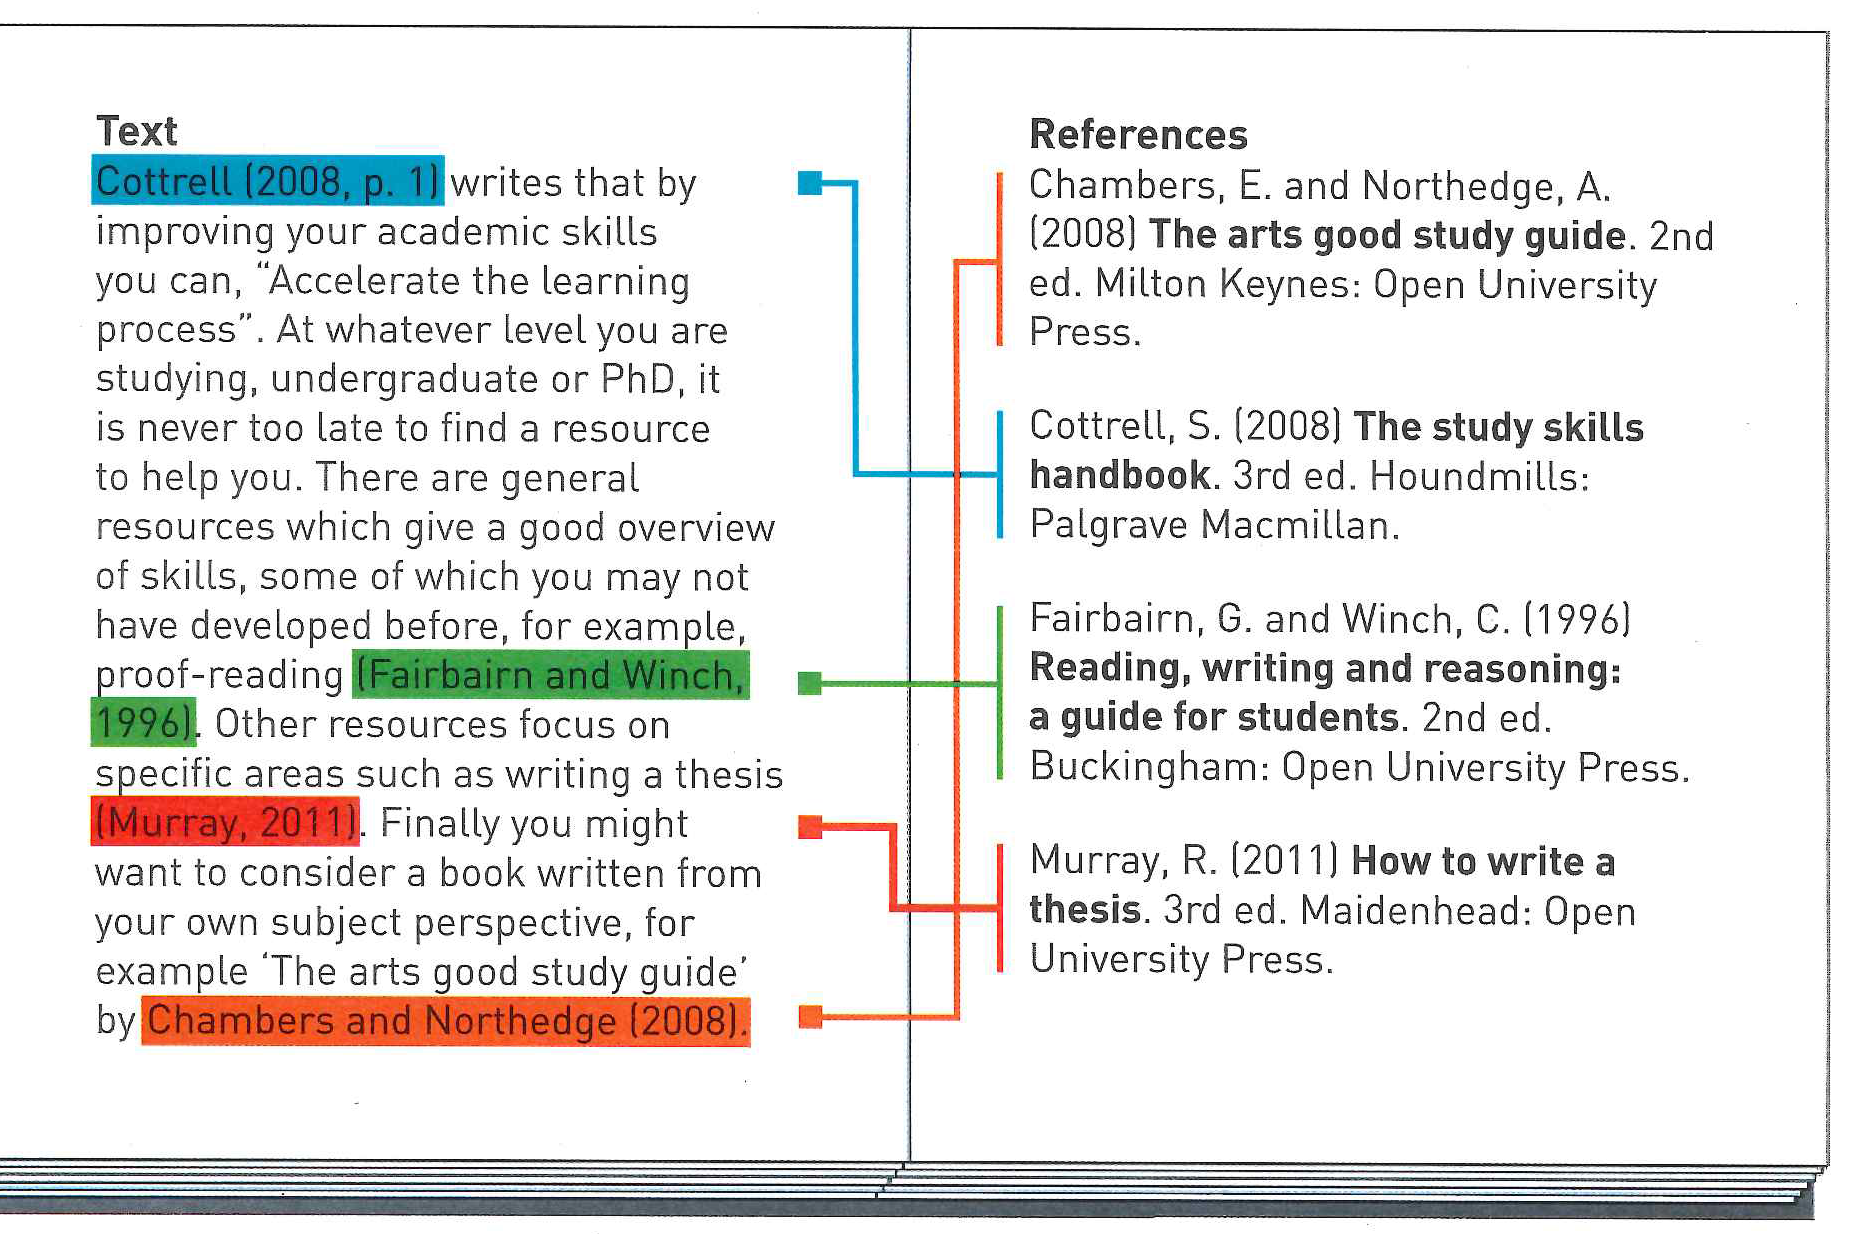 Text
Cottrell (2008, p. 1) writes that by
improving your academic skills
you can, “Accelerate the learning
process”. At whatever level you are
studying, undergraduate or PhD, it
is never too late to find a resource
to help you. There are general
resources which give a good overview
of skills, some of which you may not
have developed before, for example,
proof-reading (Fairbairn and Winch,
1996). Other resources focus on
specific areas such as writing a thesis
(Murray, 2011). Finally you might
want to consider a book written from
your own subject perspective, for
example ‘The arts good study guide’
by Chambers and Northedge (2008).
References
Chambers, E. and Northedge, A.
(2008) The arts good study guide. 2nd
ed. Milton Keynes: Open University
Press.
Cottrell, S. (2008) The study skills
handbook. 3rd ed. Houndmills:
Palgrave Macmillan.
Fairbairn, G. and Winch, C. (1996)
Reading, writing and reasoning:
a guide for students. 2nd ed.
Buckingham: Open University Press.
Murray, R. (2011) How to write a
thesis. 3rd ed. Maidenhead: Open
University Press.